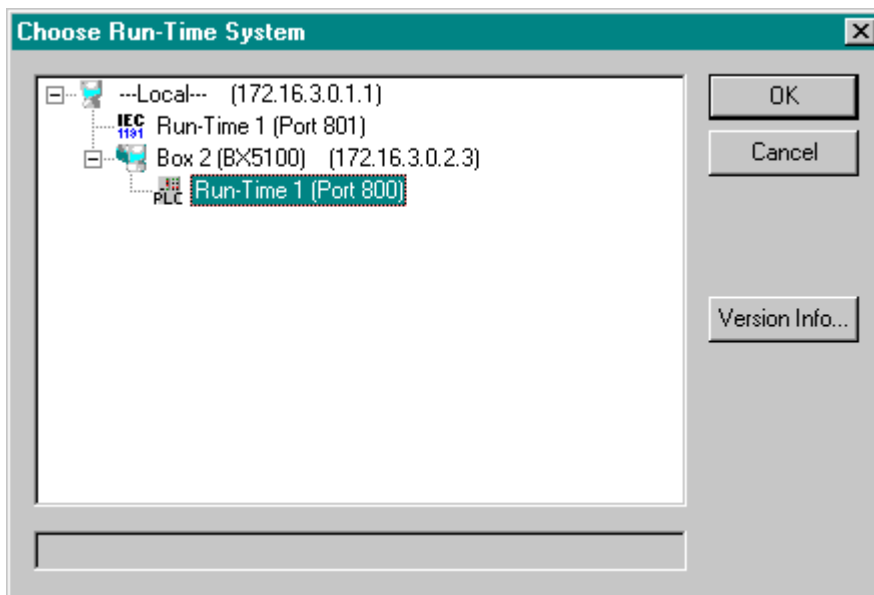 Choose Run-Time System
---Local--- (172.16.3.0.1.1)
IEC
1131
Run-Time 1 (Port 801)
Box 2 (BX5100) (172.16.3.0.2.3)
PLC
Run-Time 1 (Port 800)
OK
Cancel
Version Info...